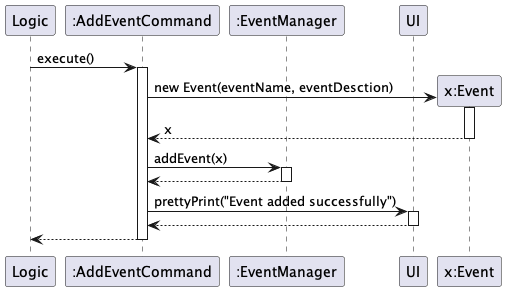 Logic :AddEventCommand :EventManager UI
execute()
new Event(eventName, eventDesction)
x:Event
x
addEvent(x)
prettyPrint("Event added successfully")
Logic :AddEventCommand :EventManager UI x:Event